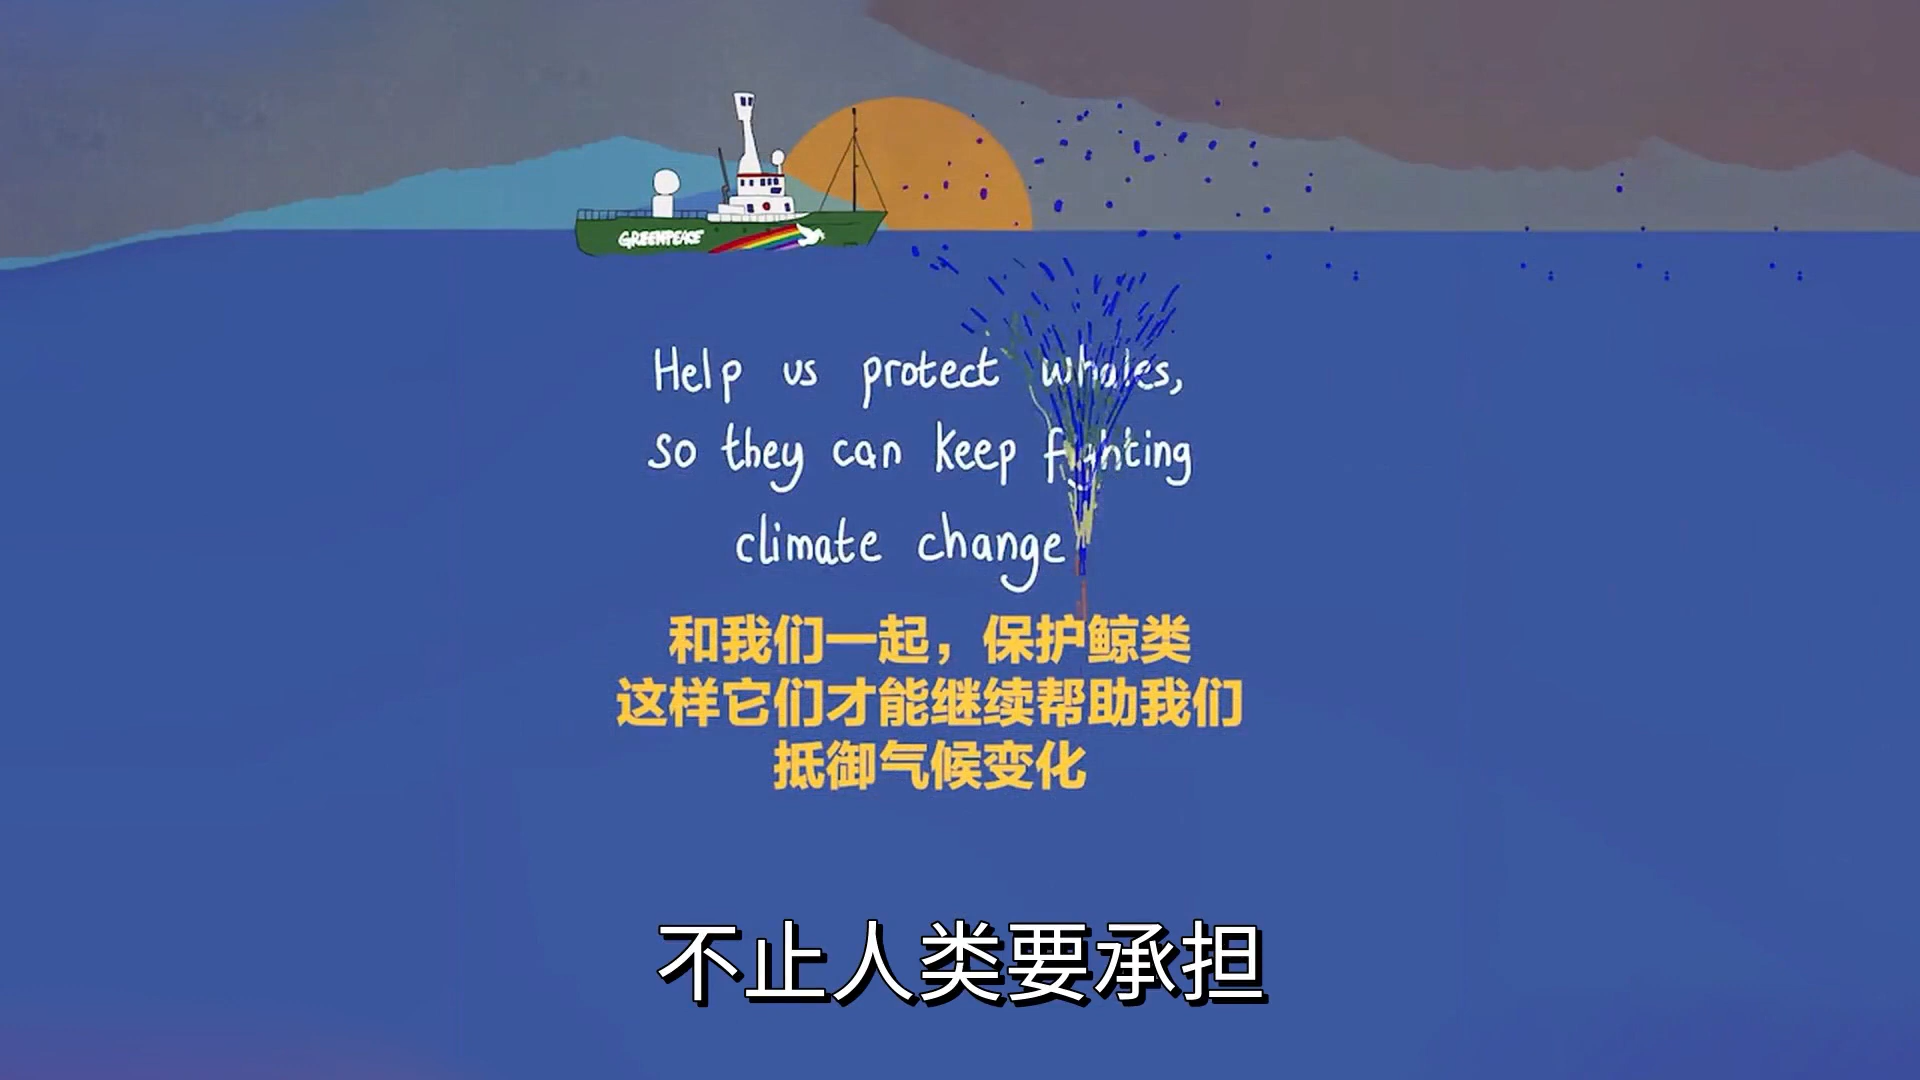 GREENPEACE
Help us protect whales,
so they can keep fighting
climate change
和我们一起，保护鲸类
这样它们才能继续帮助我们
抵御气候变化
不止人类要承担